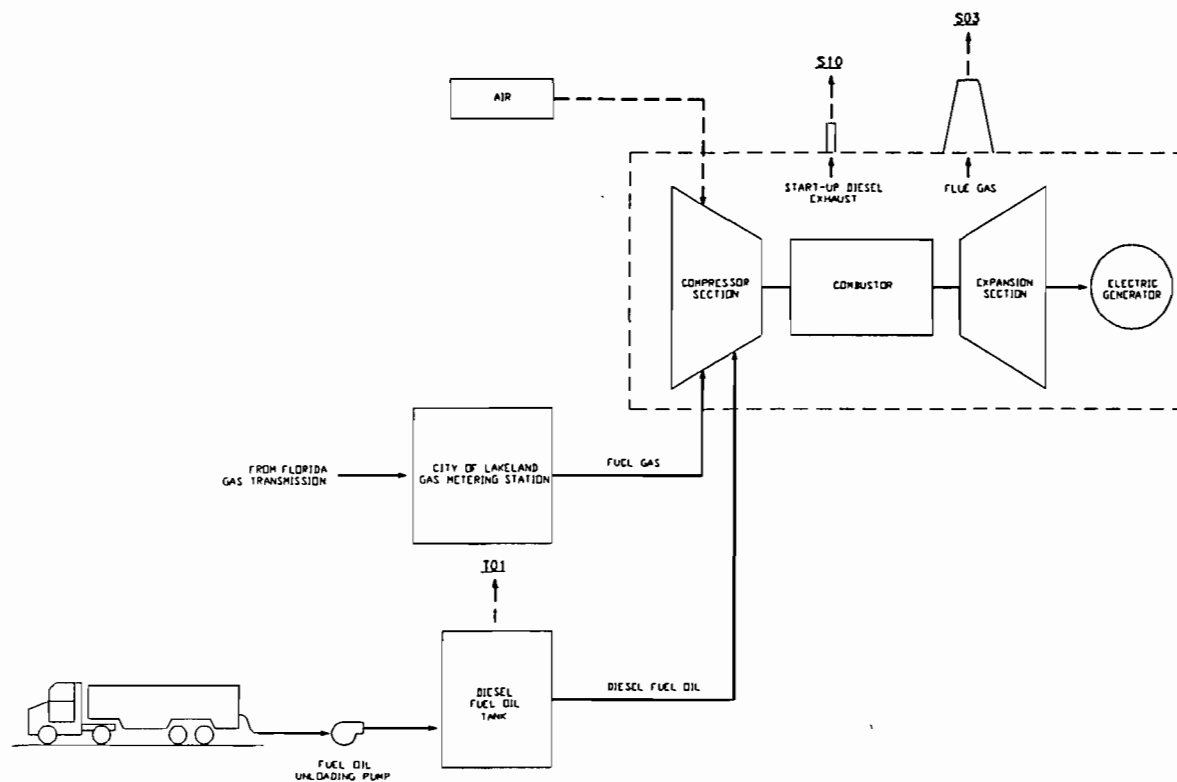 S03
S10
AIR
START-UP DIESEL
EXHAUST
FLUE GAS
COMPRESSOR
SECTION
COMBUSTOR
EXPANSION
SECTION
ELECTRIC
GENERATOR
FROM FLORIDA
GAS TRANSMISSION
CITY OF LAKELAND
GAS METERING STATION
FUEL GAS
T01
DIESEL
FUEL OIL
TANK
DIESEL FUEL OIL
FUEL OIL
UNLOADING PUMP